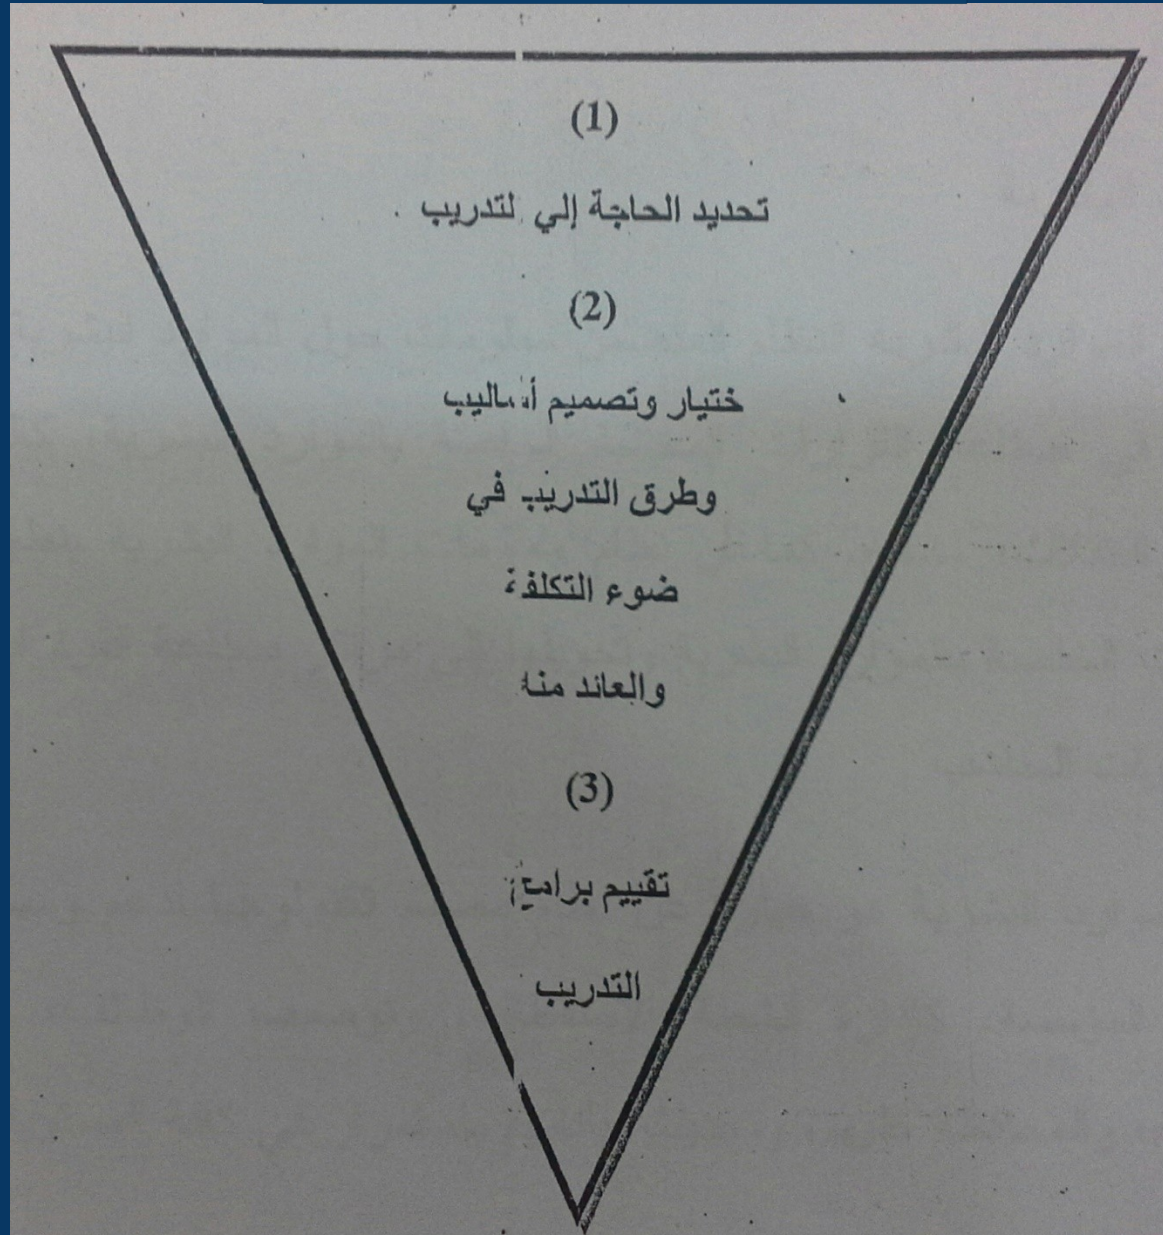 (1)
تحديد الحاجة إلي لتدريب
(2)
ختيار وتصميم أساليب
وطرق التدريب في
ضوء التكلفة
والعائد منه
(3)
تقييم برامج
التدريب